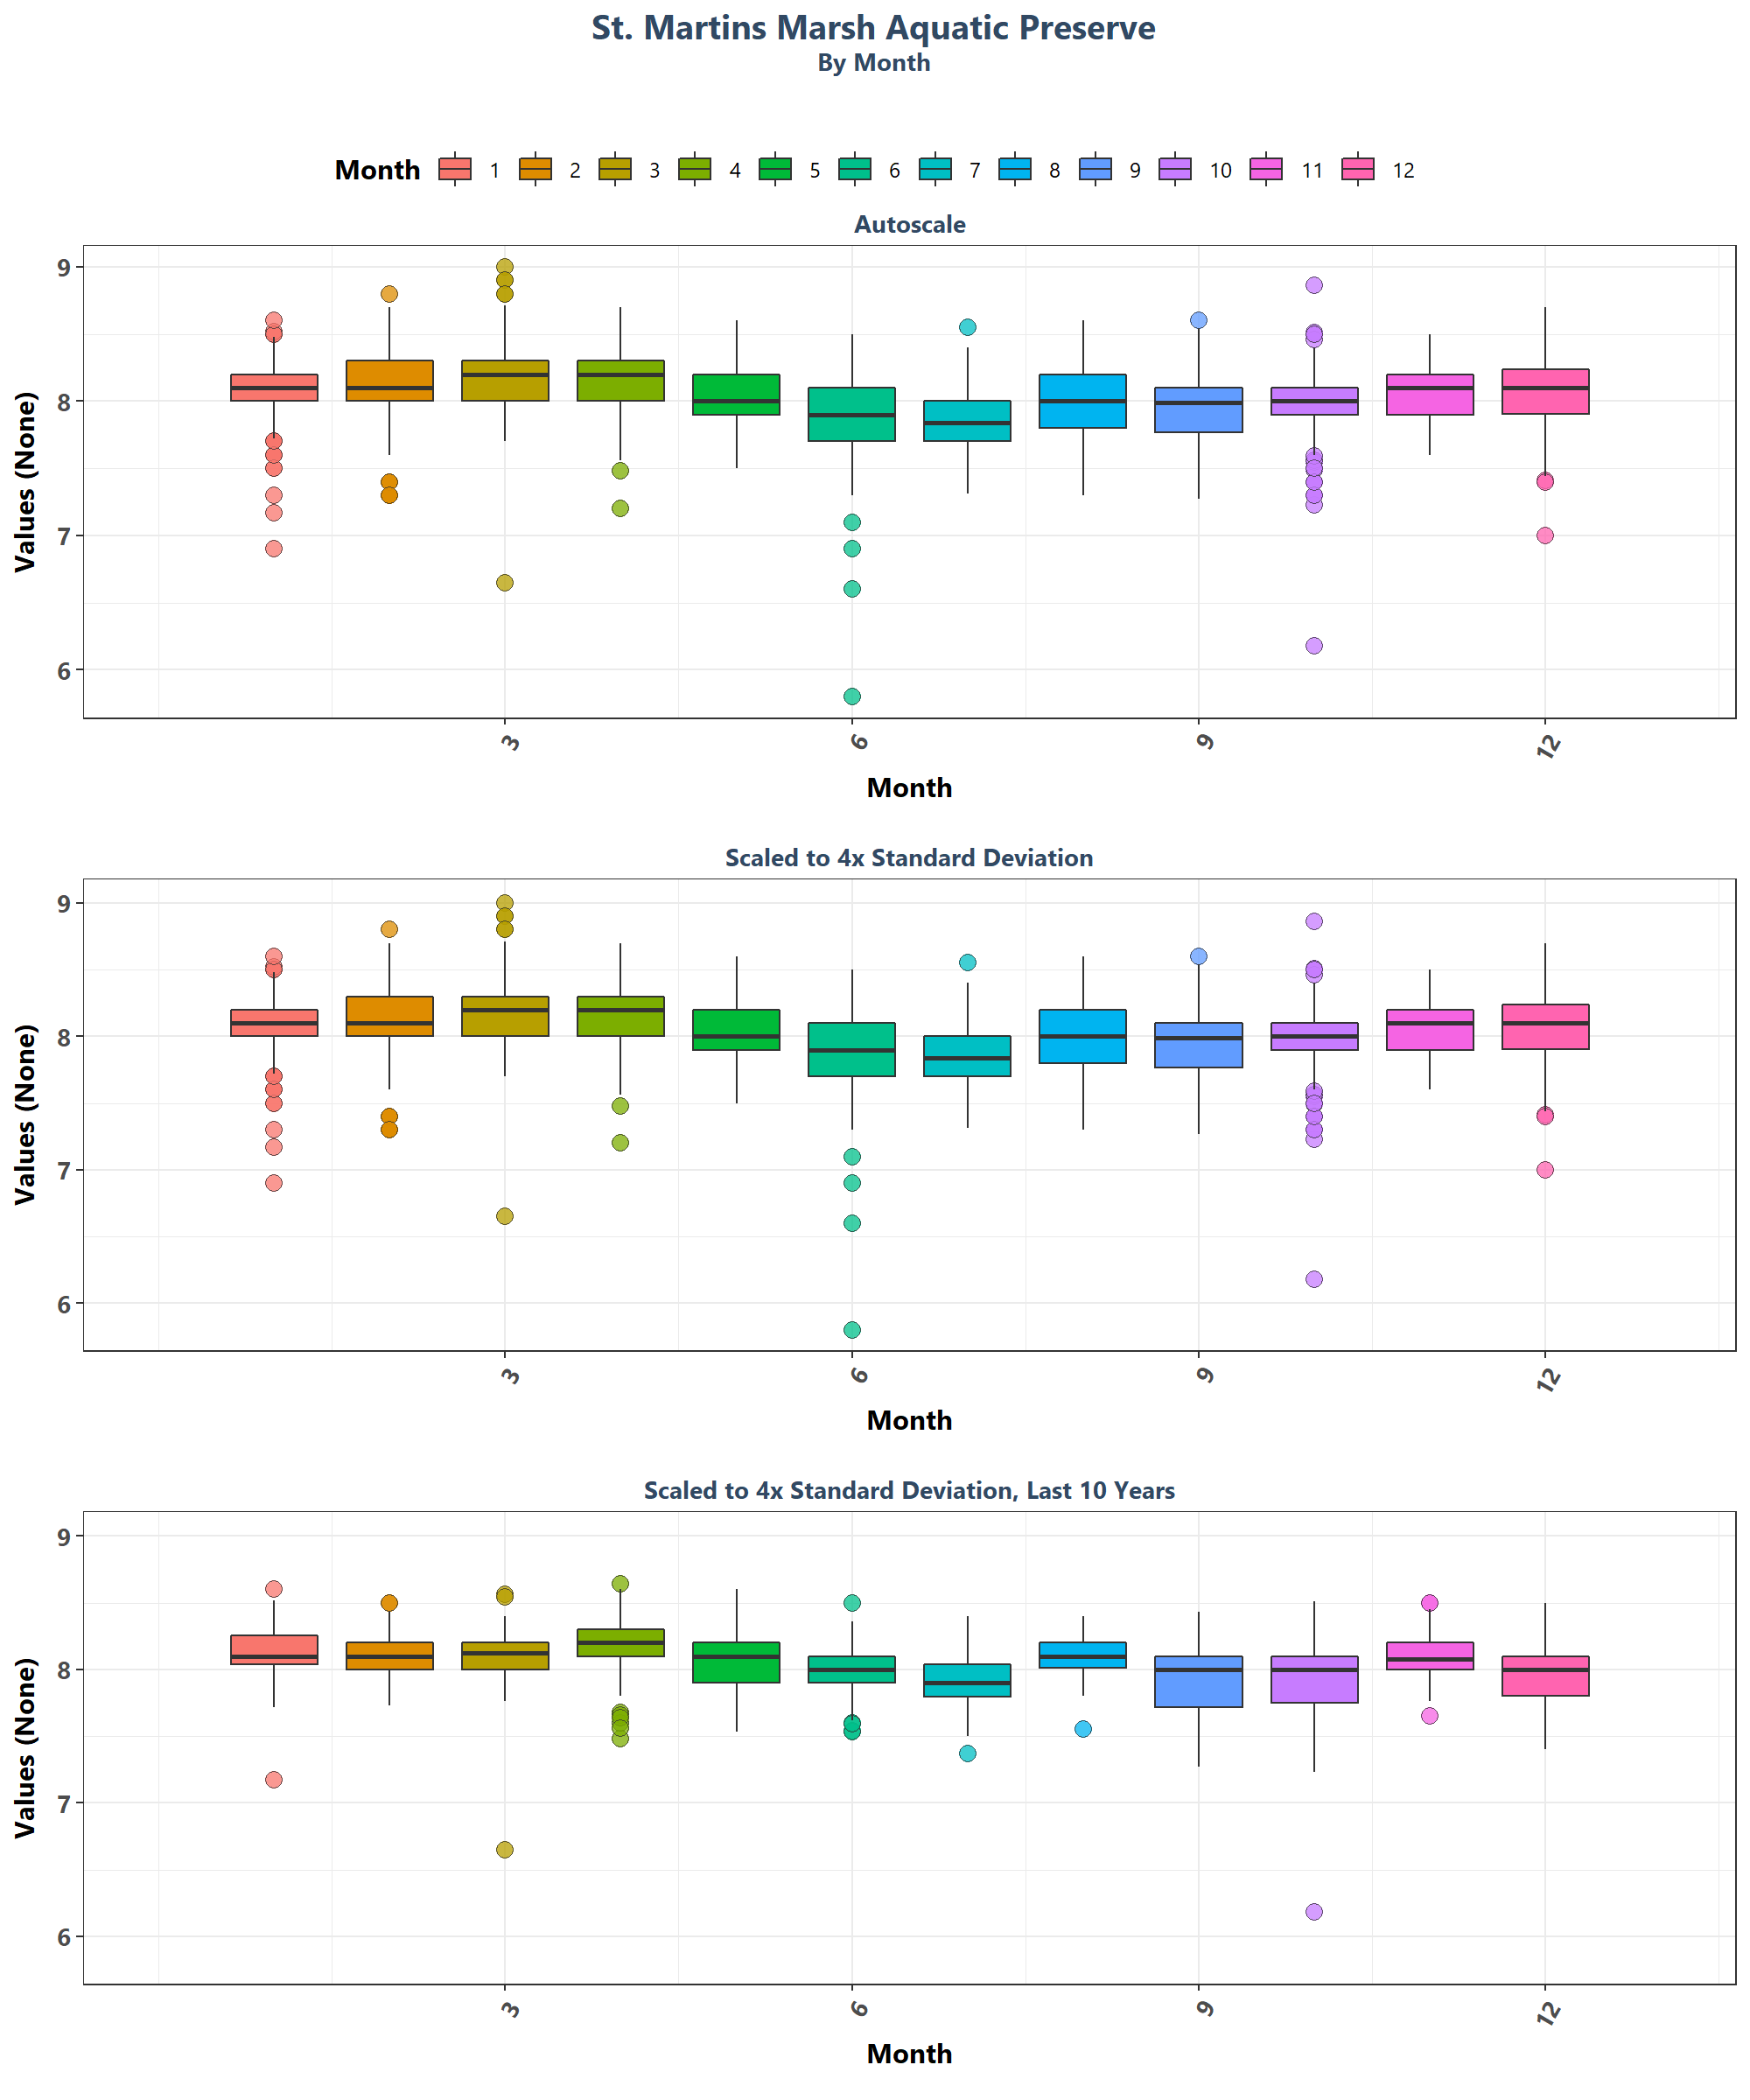 St. Martins Marsh Aquatic Preserve
By Month
Month 1 2 3 4 5 6 7 8 9 10 11 12
Autoscale
Values (None)
9
8
7
6
3 6 9 12
Month
Scaled to 4x Standard Deviation
Values (None)
9
8
7
6
3 6 9 12
Month
Scaled to 4x Standard Deviation, Last 10 Years
Values (None)
9
8
7
6
3 6 9 12
Month